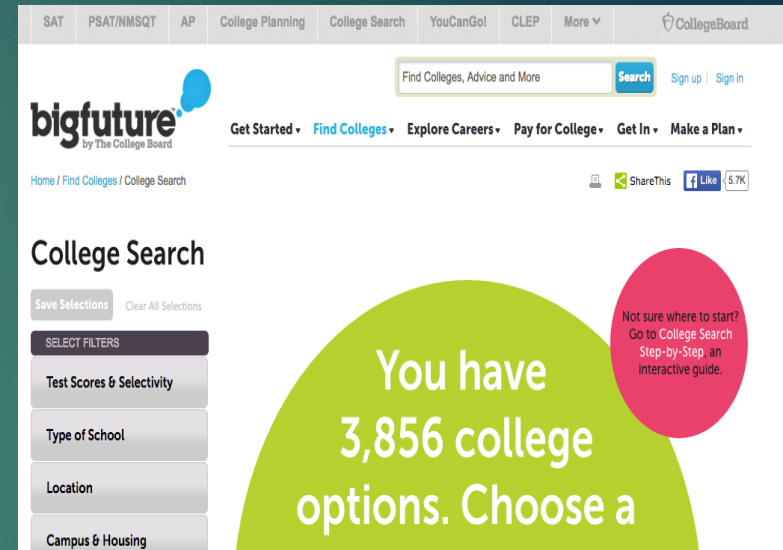 SAT PSAT/NMSQT AP College Planning College Search YouCanGo! CLEP More CollegeBoard
Find Colleges, Advice and More Search Sign up Sign in
bigfuture™
by The College Board
Get Started Find Colleges Explore Careers Pay for College Get In Make a Plan
Home / Find Colleges / College Search
ShareThis Like 5.7K
College Search
Save Selections Clear All Selections
SELECT FILTERS
Test Scores & Selectivity
Type of School
Location
Campus & Housing
Not sure where to start?
Go to College Search
Step-by-Step, an
interactive guide.
You have
3,856 college
options. Choose a